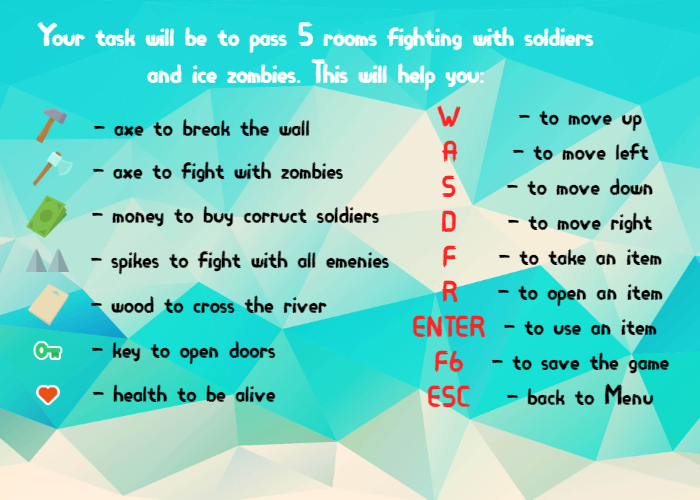 Your task will be to pass 5 rooms fighting with soldiers
and ice zombies. This will help you:
- axe to break the wall
- axe to fight with zombies
- money to buy corruct soldiers
- spikes to fight with all emenies
- wood to cross the river
- key to open doors
- health to be alive
W - to move up
A - to move left
S - to move down
D - to move right
F - to take an item
R - to open an item
ENTER - to use an item
F6 - to save the game
ESC - back to Menu